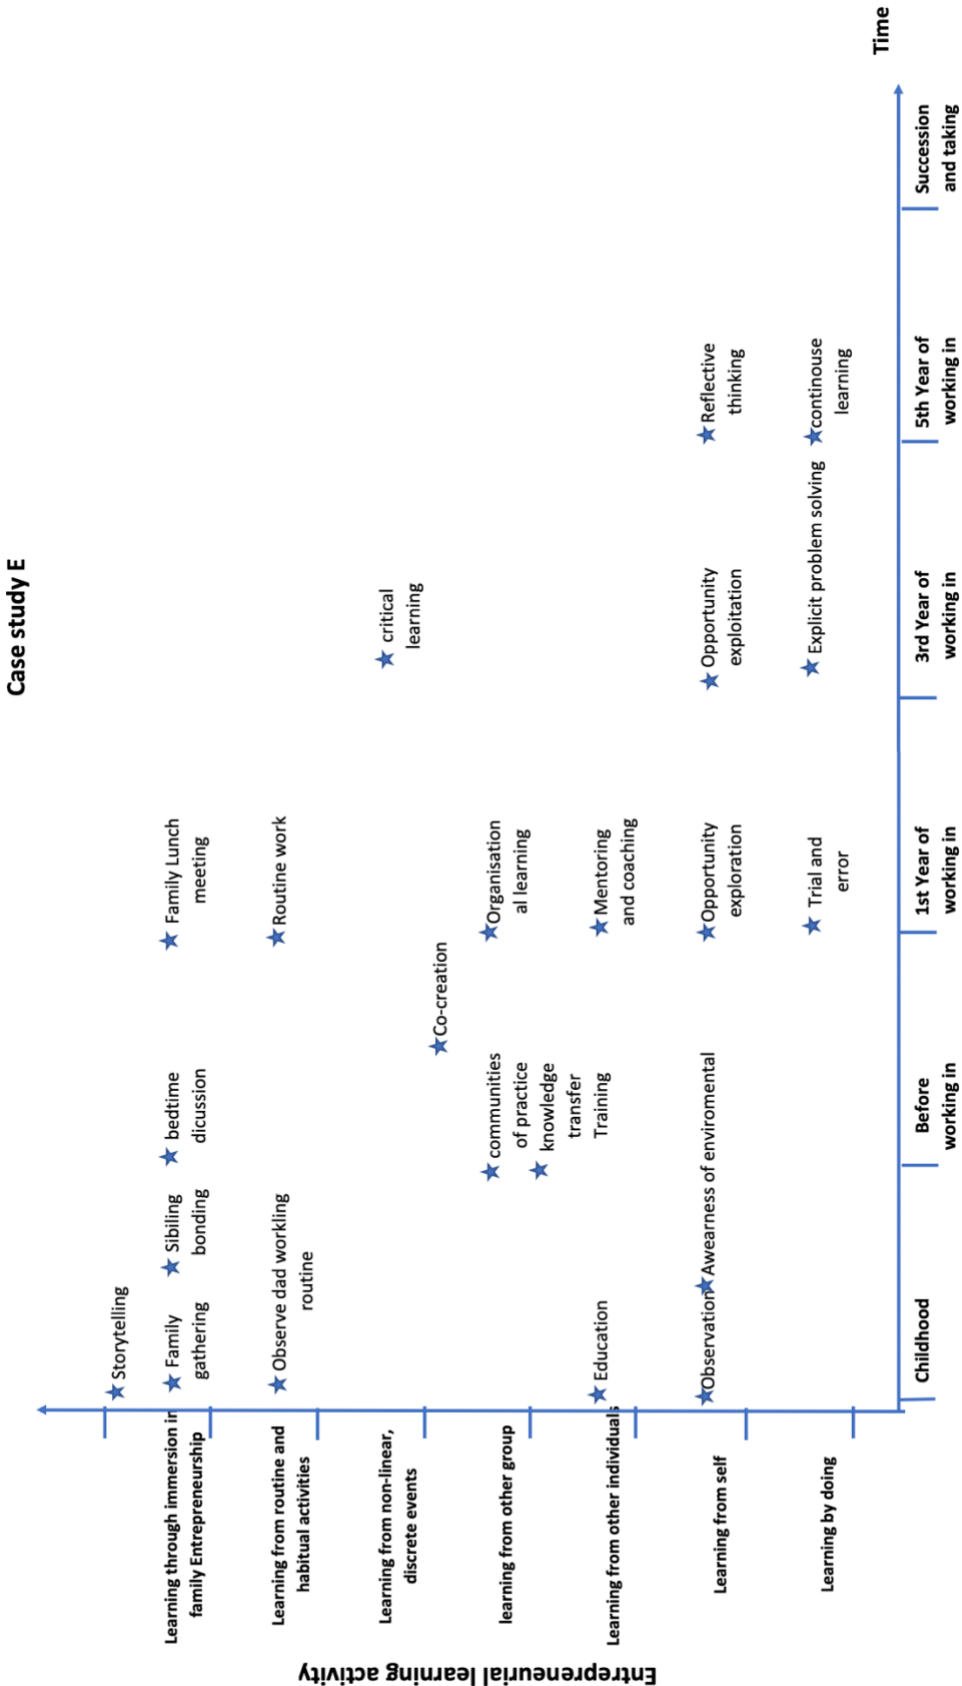 Case study E
Entrepreneurial learning activity
Learning through immersion in
family Entrepreneurship
Learning from routine and
habitual activities
Learning from non-linear,
discrete events
learning from other group
Learning from other individuals
Learning from self
Learning by doing
Storytelling
Family
gathering
Sibiling
bonding
bedtime
dicussion
Family Lunch
meeting
Observe dad workling
routine
Routine work
critical
learning
Co-creation
communities
of practice
knowledge
transfer
Training
Organisation
al learning
Education
Mentoring
and coaching
Observation
Awearness of enviromental
Opportunity
exploration
Opportunity
exploitation
Reflective
thinking
Trial and
error
Explicit problem solving
continouse
learning
Childhood
Before
working in
1st Year of
working in
3rd Year of
working in
5th Year of
working in
Succession
and taking
Time